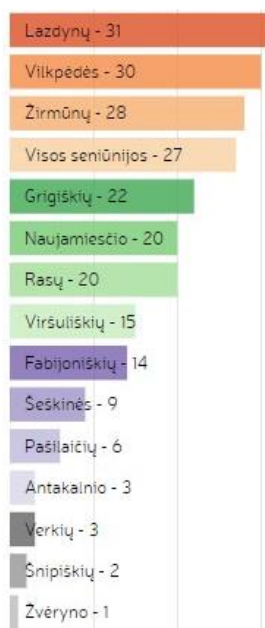 Lazdynų - 31
Vilkpėdės - 30
Žirmūnų - 28
Visos seniūnijos - 27
Grigiškių - 22
Naujamiesčio - 20
Rasų - 20
Viršuliškių - 15
Fabijoniškių - 14
Šeškinės - 9
Pašilaičių - 6
Antakalnio - 3
Verkių - 3
Šnipiškių - 2
Žvėryno - 1